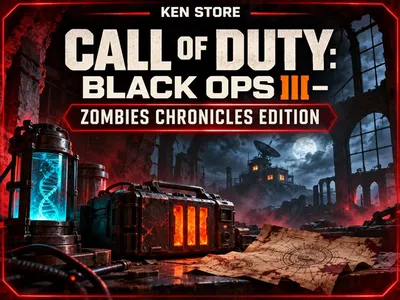 KEN STORE
CALL OF DUTY:
BLACK OPS III–
ZOMBIES CHRONICLES EDITION